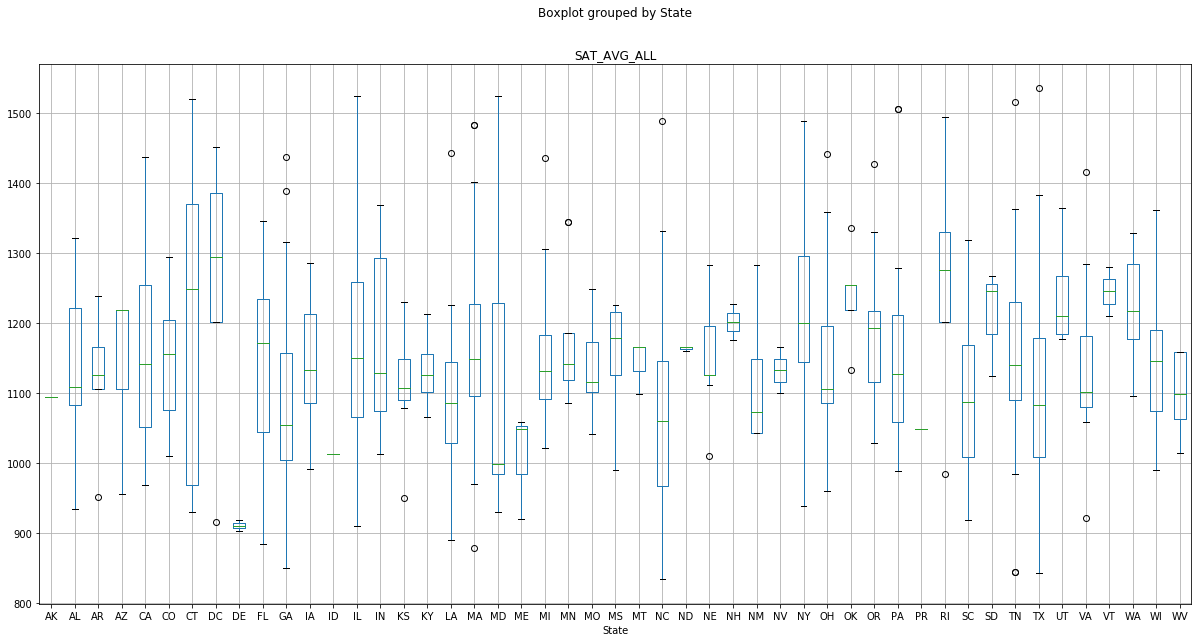 Boxplot grouped by State
SAT_AVG_ALL
1500
1400
1300
1200
1100
1000
900
800
AK AL AR AZ CA CO CT DC DE FL GA IA ID IL IN KS KY LA MA MD ME MI MN MO MS MT NC ND NE NH NM NV NY OH OK OR PA PR RI SC SD TN TX UT VA VT WA WI WV
State